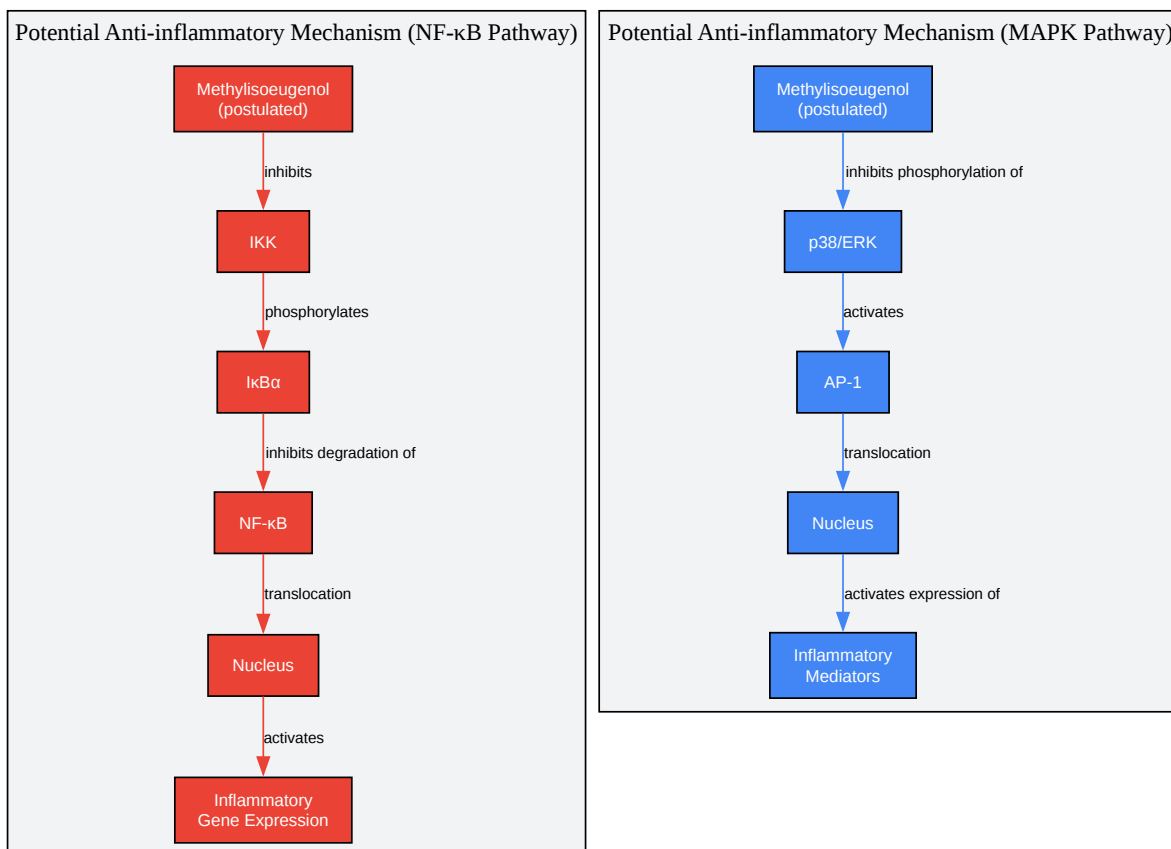 Potential Anti-inflammatory Mechanism (NF-κB Pathway)
Methylisoeugenol
(postulated)
inhibits
IKK
phosphorylates
IκBα
inhibits degradation of
NF-κB
translocation
Nucleus
activates
Inflammatory
Gene Expression
Potential Anti-inflammatory Mechanism (MAPK Pathway)
Methylisoeugenol
(postulated)
inhibits phosphorylation of
p38/ERK
activates
AP-1
translocation
Nucleus
activates expression of
Inflammatory
Mediators